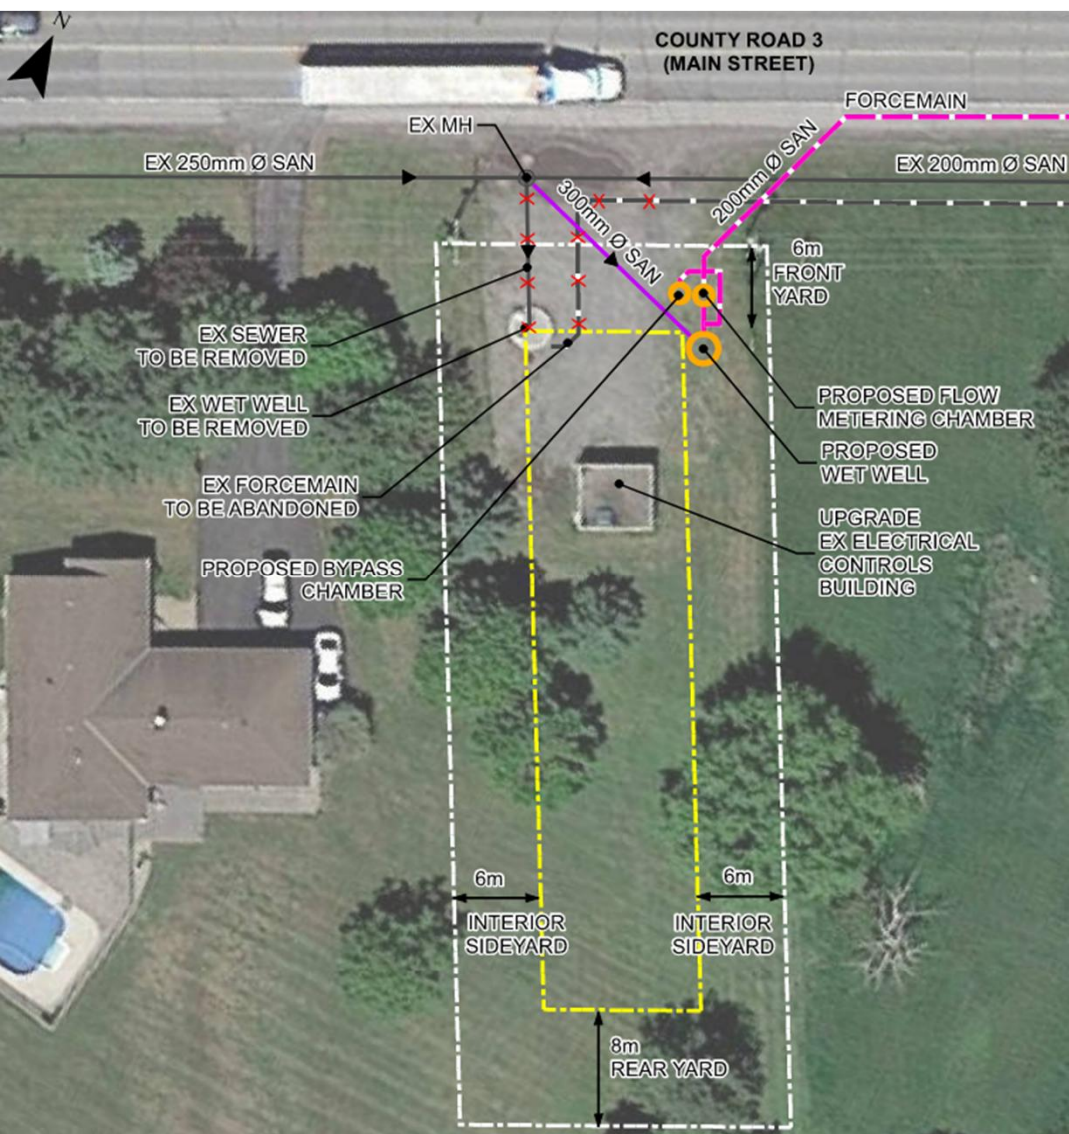 N
COUNTY ROAD 3
(MAIN STREET)
FORCEMAIN
EX MH
EX 250mm Ø SAN
EX 200mm Ø SAN
200mm Ø SAN
300mm Ø SAN
6m
FRONT
YARD
EX SEWER
TO BE REMOVED
EX WET WELL
TO BE REMOVED
EX FORCEMAIN
TO BE ABANDONED
PROPOSED BYPASS
CHAMBER
PROPOSED FLOW
METERING CHAMBER
PROPOSED
WET WELL
UPGRADE
EX ELECTRICAL
CONTROLS
BUILDING
6m
INTERIOR
SIDEYARD
6m
INTERIOR
SIDEYARD
8m
REAR YARD